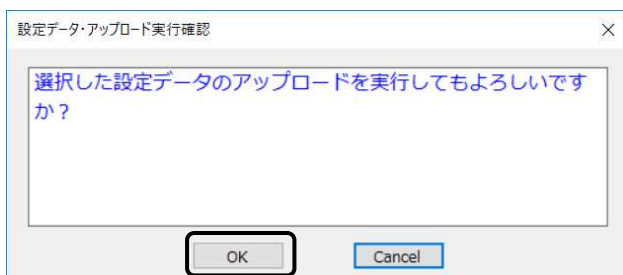 設定データ・アップロード実行確認
選択した設定データのアップロードを実行してもよろしいです
か？
OK
Cancel